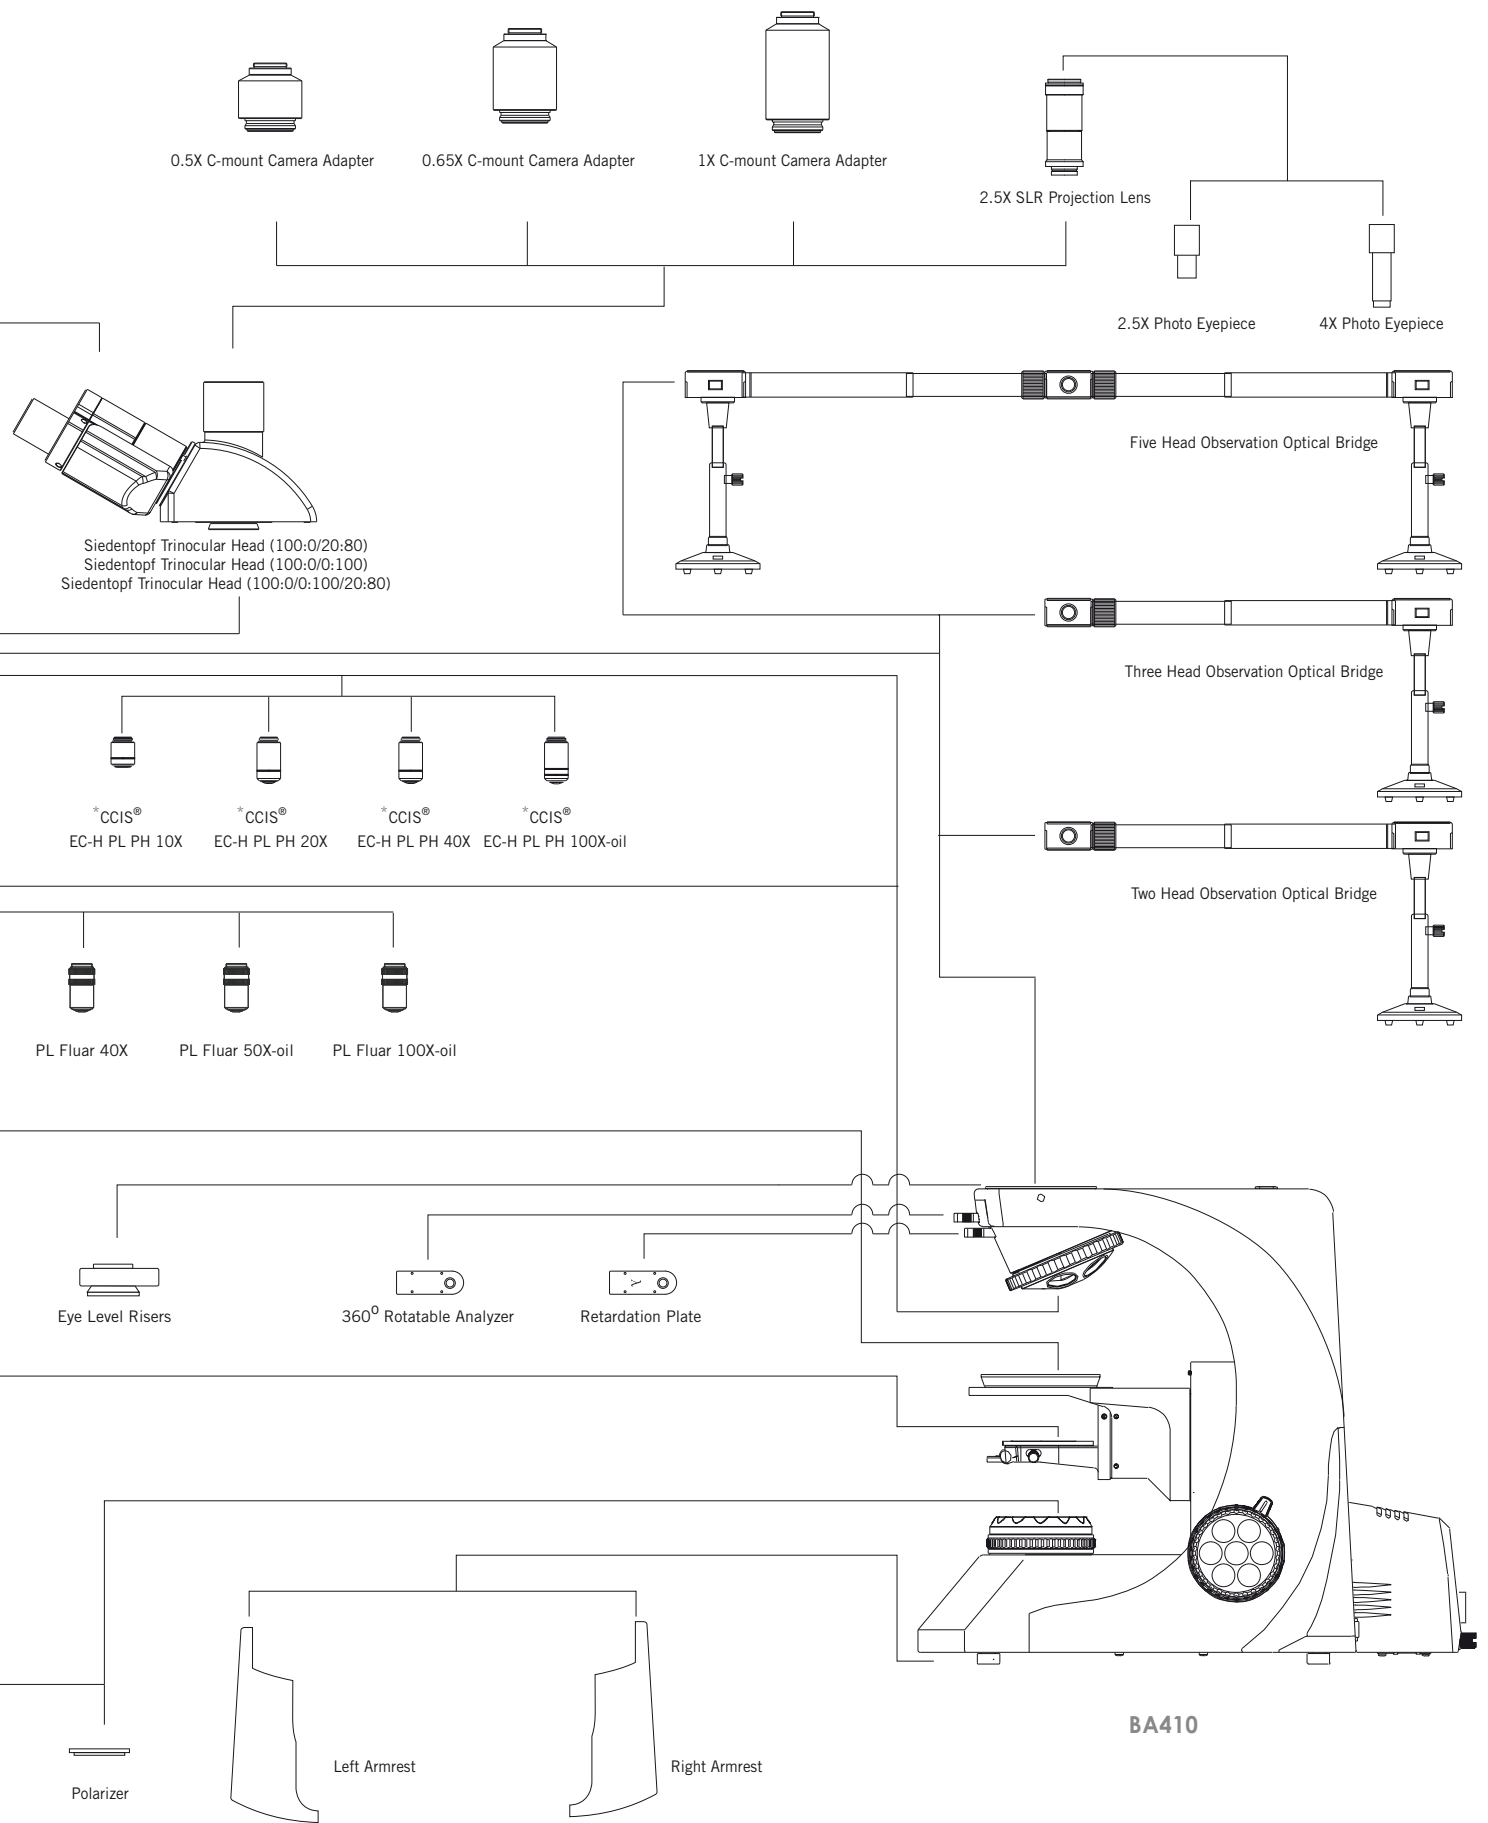 0.5X C-mount Camera Adapter
0.65X C-mount Camera Adapter
1X C-mount Camera Adapter
2.5X SLR Projection Lens
2.5X Photo Eyepiece
4X Photo Eyepiece
Five Head Observation Optical Bridge
Siedentopf Trinocular Head (100:0/20:80)
Siedentopf Trinocular Head (100:0/0:100)
Siedentopf Trinocular Head (100:0/0:100/20:80)
Three Head Observation Optical Bridge
*CCIS®
EC-H PL PH 10X
*CCIS®
EC-H PL PH 20X
*CCIS®
EC-H PL PH 40X
*CCIS®
EC-H PL PH 100X-oil
Two Head Observation Optical Bridge
PL Fluar 40X
PL Fluar 50X-oil
PL Fluar 100X-oil
Eye Level Risers
360° Rotatable Analyzer
λ
Retardation Plate
BA410
Left Armrest
Right Armrest
Polarizer